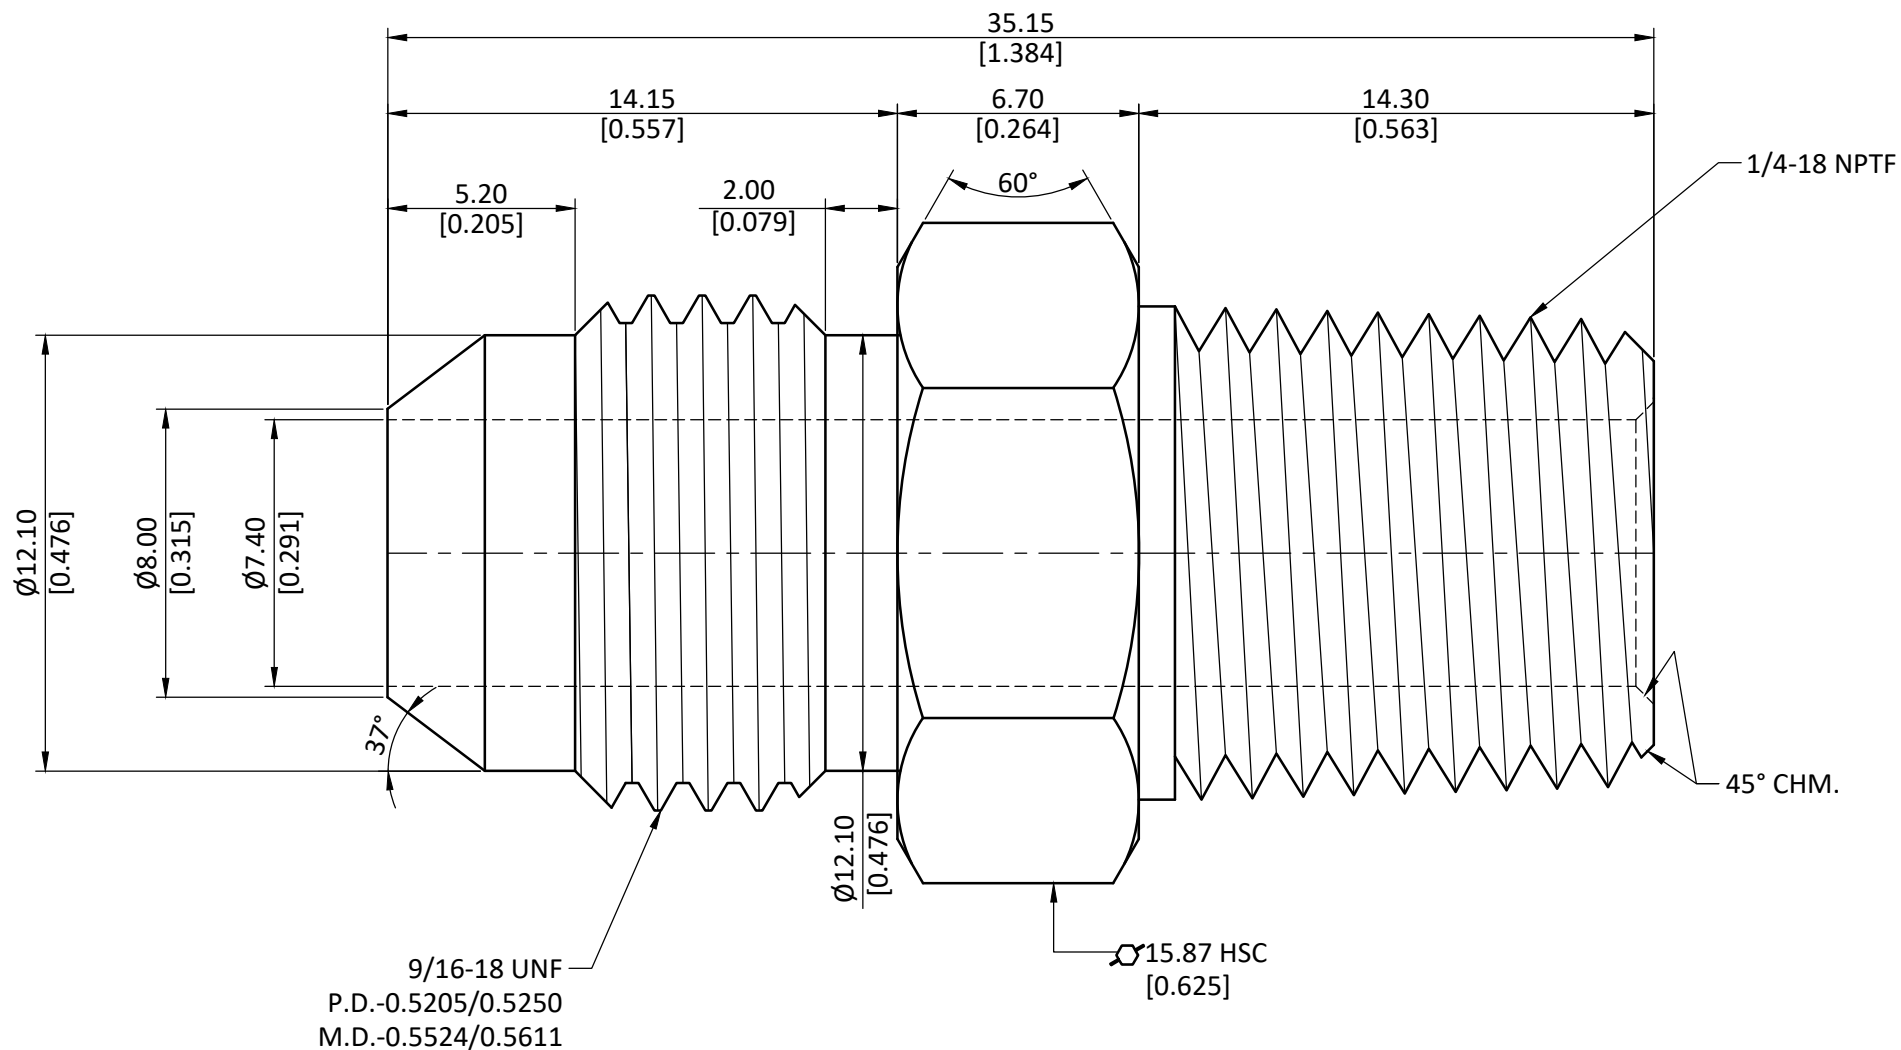 35.15
[1.384]
14.15
[0.557]
6.70
[0.264]
14.30
[0.563]
1/4-18 NPTF
5.20
[0.205]
2.00
[0.079]
60°
Ø12.10
[0.476]
Ø8.00
[0.315]
Ø7.40
[0.291]
37°
Ø12.10
[0.476]
45° CHM.
9/16-18 UNF
P.D.-0.5205/0.5250
M.D.-0.5524/0.5611
15.87 HSC
[0.625]